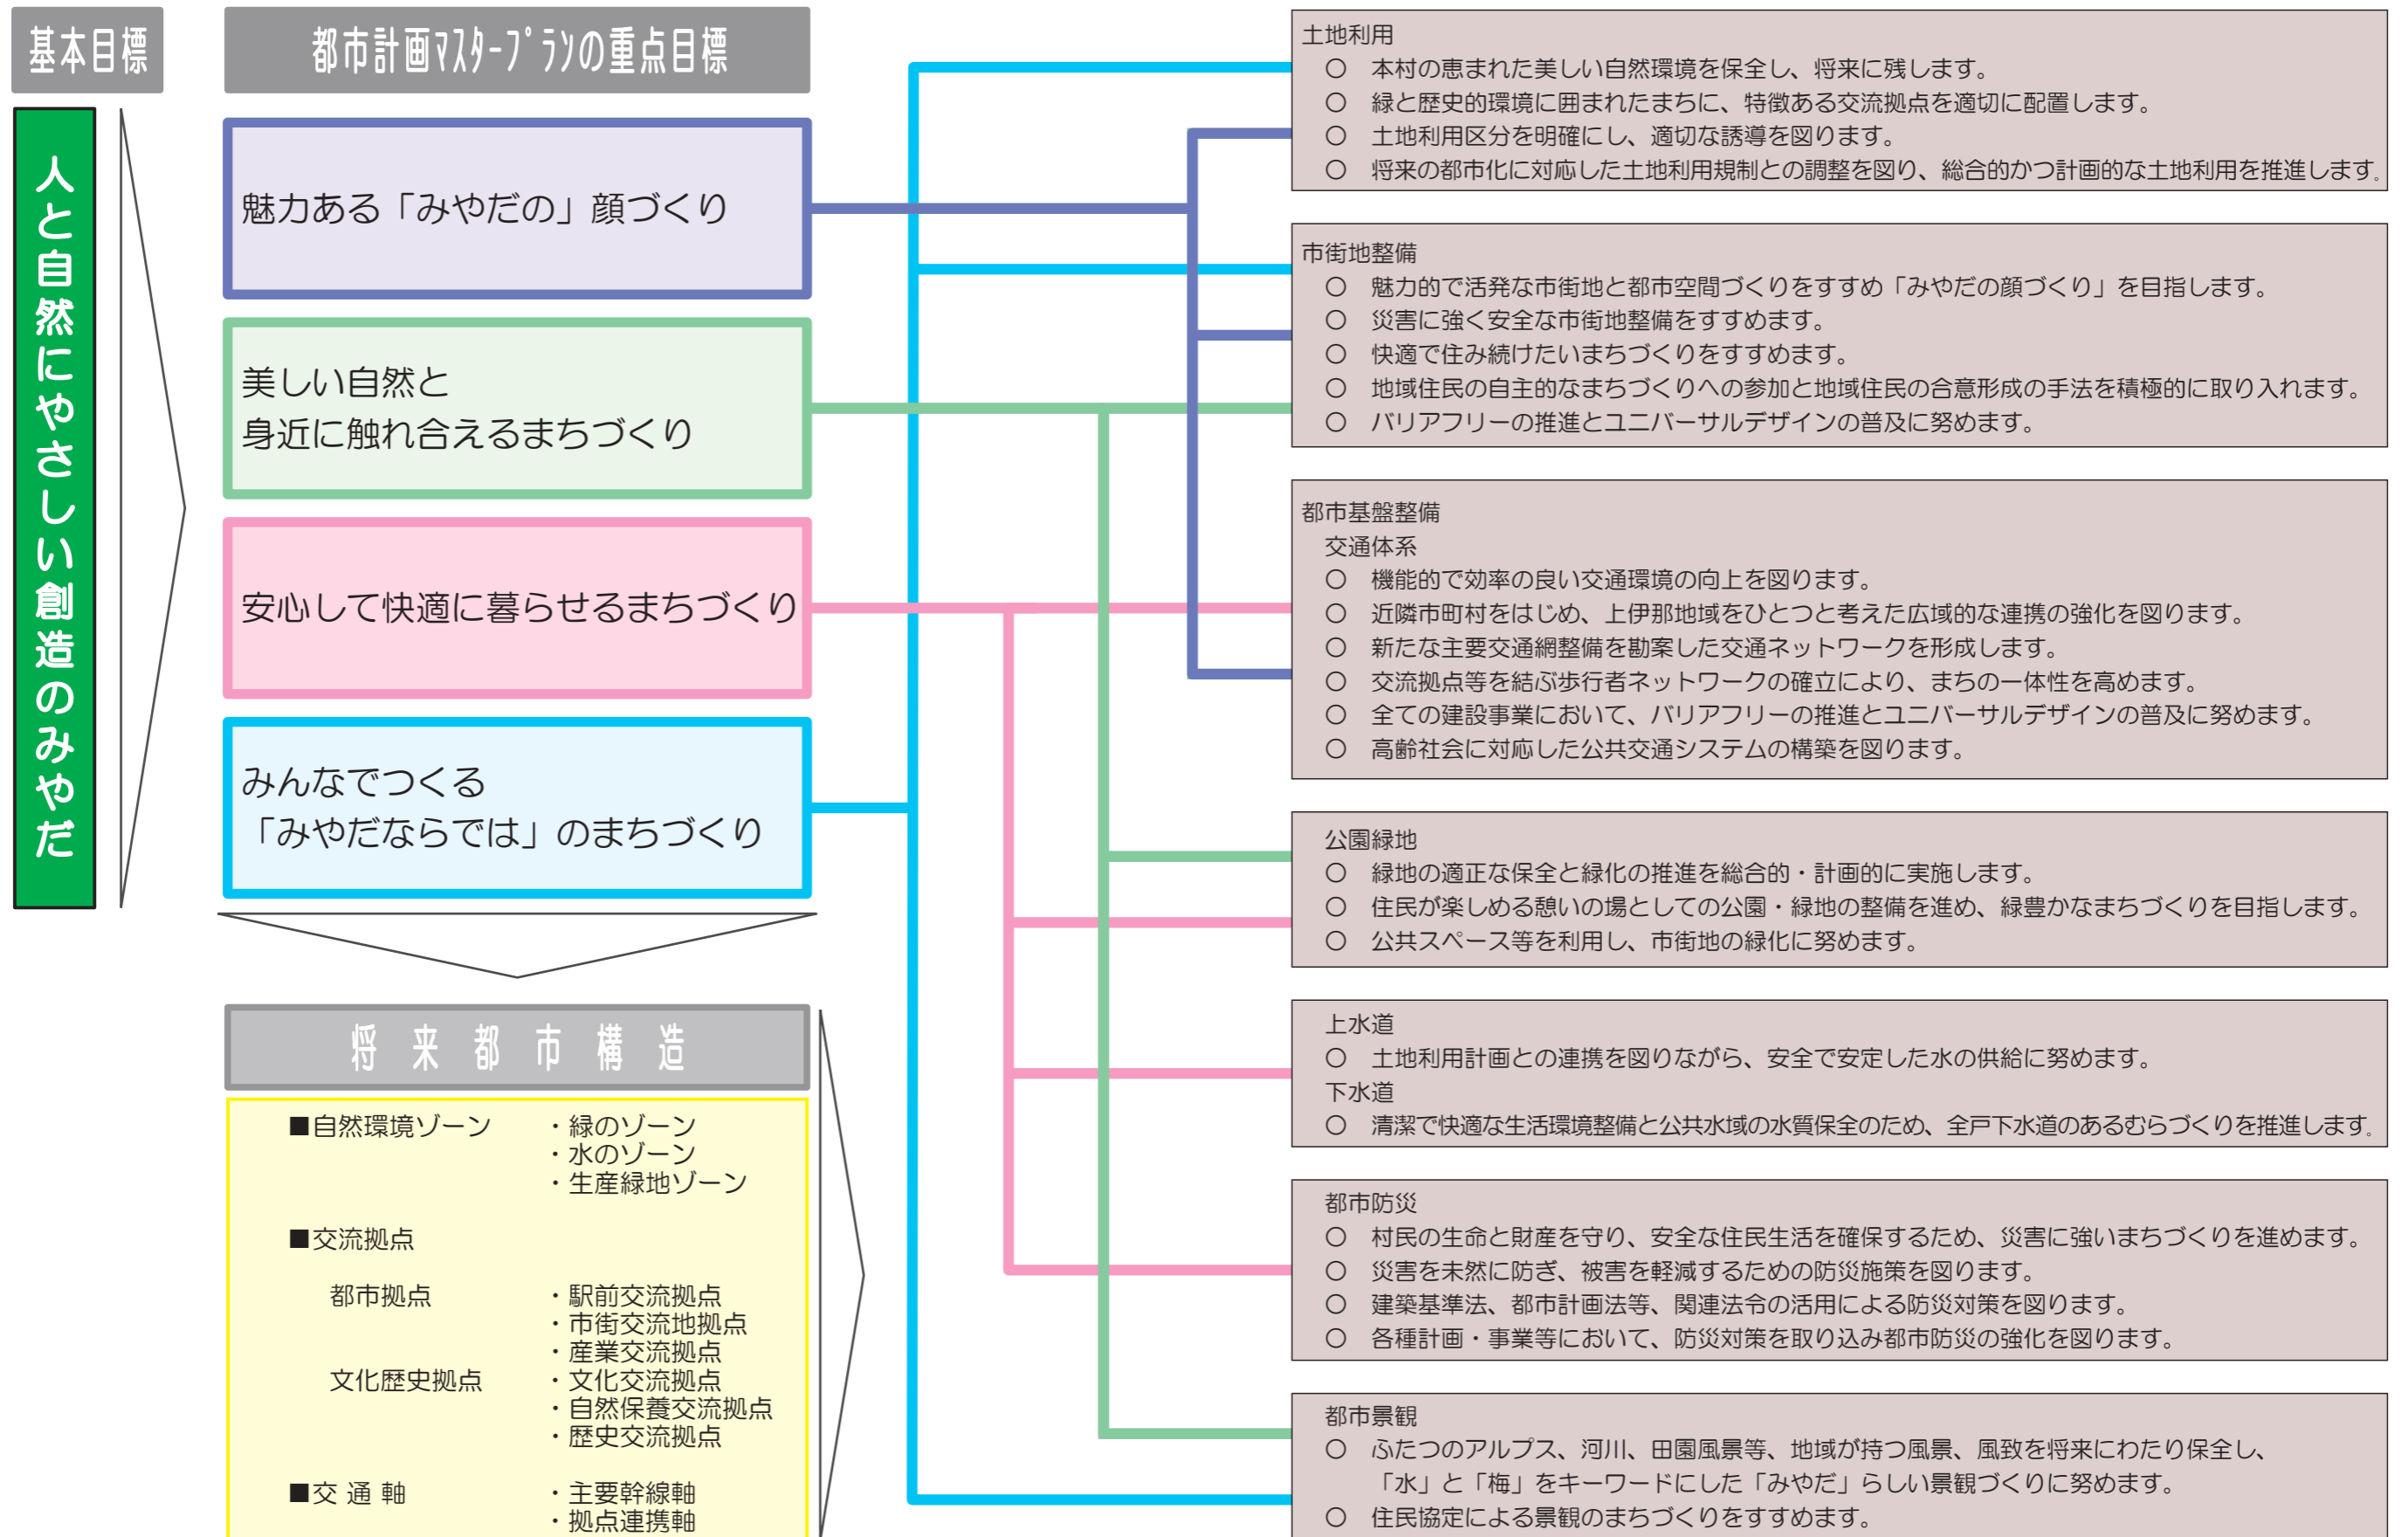 基本目標
人と自然にやさしい創造のみやだ
都市計画ﾏｽﾀｰﾌﾟﾗﾝの重点目標
魅力ある「みやだの」顔づくり
美しい自然と
身近に触れ合えるまちづくり
安心して快適に暮らせるまちづくり
みんなでつくる
「みやだならでは」のまちづくり
将来都市構造
■自然環境ゾーン ・緑のゾーン
・水のゾーン
・生産緑地ゾーン
■交流拠点
都市拠点 ・駅前交流拠点
・市街交流地拠点
・産業交流拠点
文化歴史拠点 ・文化交流拠点
・自然保養交流拠点
・歴史交流拠点
■交通軸 ・主要幹線軸
・拠点連携軸
土地利用
○ 本村の恵まれた美しい自然環境を保全し、将来に残します。
○ 緑と歴史的環境に囲まれたまちに、特徴ある交流拠点を適切に配置します。
○ 土地利用区分を明確にし、適切な誘導を図ります。
○ 将来の都市化に対応した土地利用規制との調整を図り、総合的かつ計画的な土地利用を推進します。
市街地整備
○ 魅力的で活発な市街地と都市空間づくりをすすめ「みやだの顔づくり」を目指します。
○ 災害に強く安全な市街地整備をすすめます。
○ 快適で住み続けたいまちづくりをすすめます。
○ 地域住民の自主的なまちづくりへの参加と地域住民の合意形成の手法を積極的に取り入れます。
○ バリアフリーの推進とユニバーサルデザインの普及に努めます。
都市基盤整備
交通体系
○ 機能的で効率の良い交通環境の向上を図ります。
○ 近隣市町村をはじめ、上伊那地域をひとつと考えた広域的な連携の強化を図ります。
○ 新たな主要交通網整備を勘案した交通ネットワークを形成します。
○ 交流拠点等を結ぶ歩行者ネットワークの確立により、まちの一体性を高めます。
○ 全ての建設事業において、バリアフリーの推進とユニバーサルデザインの普及に努めます。
○ 高齢社会に対応した公共交通システムの構築を図ります。
公園緑地
○ 緑地の適正な保全と緑化の推進を総合的・計画的に実施します。
○ 住民が楽しめる憩いの場としての公園・緑地の整備を進め、緑豊かなまちづくりを目指します。
○ 公共スペース等を利用し、市街地の緑化に努めます。
上水道
○ 土地利用計画との連携を図りながら、安全で安定した水の供給に努めます。
下水道
○ 清潔で快適な生活環境整備と公共水域の水質保全のため、全戸下水道のあるむらづくりを推進します。
都市防災
○ 村民の生命と財産を守り、安全な住民生活を確保するため、災害に強いまちづくりを進めます。
○ 災害を未然に防ぎ、被害を軽減するための防災施策を図ります。
○ 建築基準法、都市計画法等、関連法令の活用による防災対策を図ります。
○ 各種計画・事業等において、防災対策を取り込み都市防災の強化を図ります。
都市景観
○ ふたつのアルプス、河川、田園風景等、地域が持つ風景、風致を将来にわたり保全し、
「水」と「梅」をキーワードにした「みやだ」らしい景観づくりに努めます。
○ 住民協定による景観のまちづくりをすすめます。